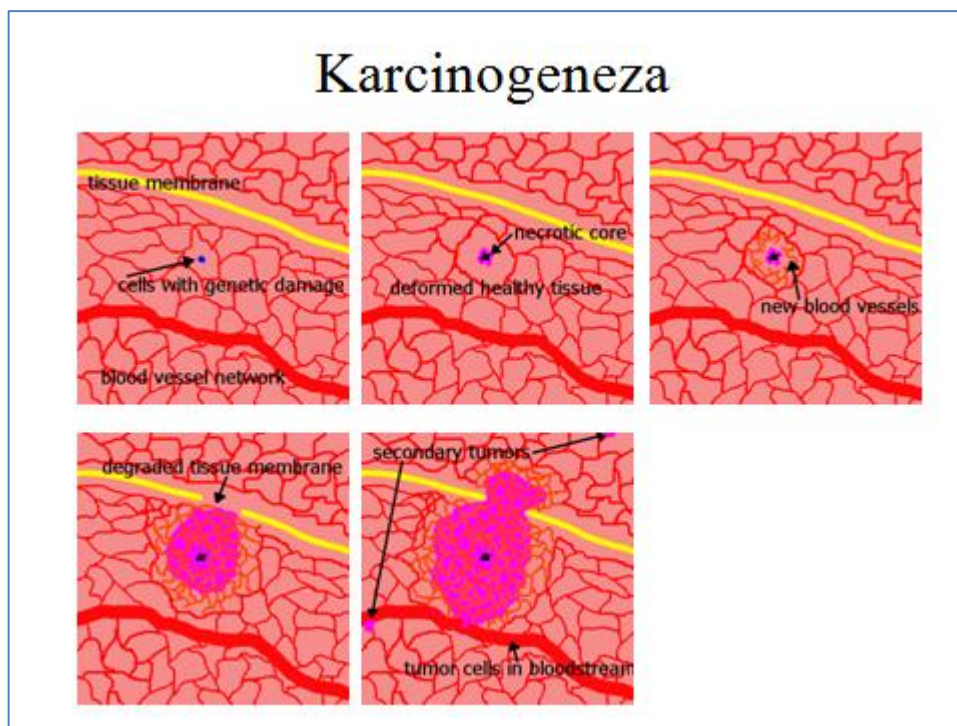 Karcinogeneza
tissue membrane
cells with genetic damage
blood vessel network
necrotic core
deformed healthy tissue
new blood vessels
degraded tissue membrane
secondary tumors
tumor cells in bloodstream